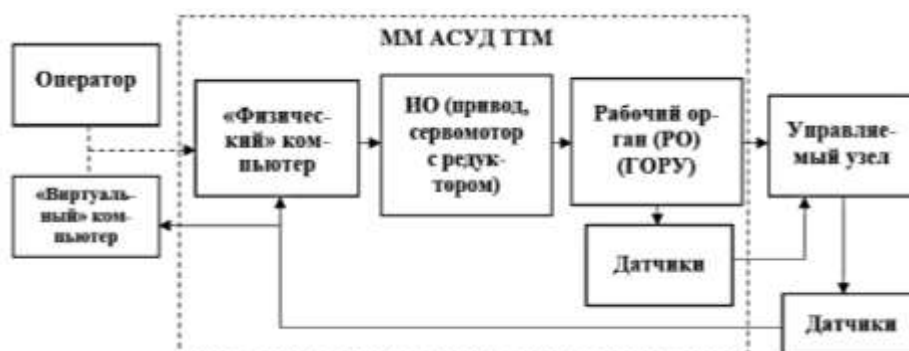 ММ АСУД ТТМ
Оператор
«Физичес-
кий» ком-
пьютер
ИО (привод,
сервомотор
с редук-
тором)
Рабочий ор-
ган (РО)
(ГОРУ)
Управляе-
мый узел
«Виртуаль-
ный» ком-
пьютер
Датчики
Датчики